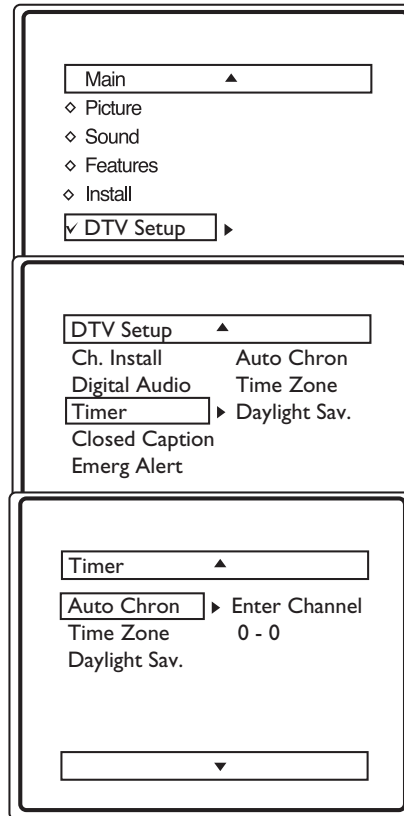 Main ▲
◇ Picture
◇ Sound
◇ Features
◇ Install
✓ DTV Setup ▶
DTV Setup ▲
Ch. Install Auto Chron
Digital Audio Time Zone
Timer ▶ Daylight Sav.
Closed Caption
Emerg Alert
Timer ▲
Auto Chron ▶ Enter Channel
Time Zone 0 - 0
Daylight Sav.
▼